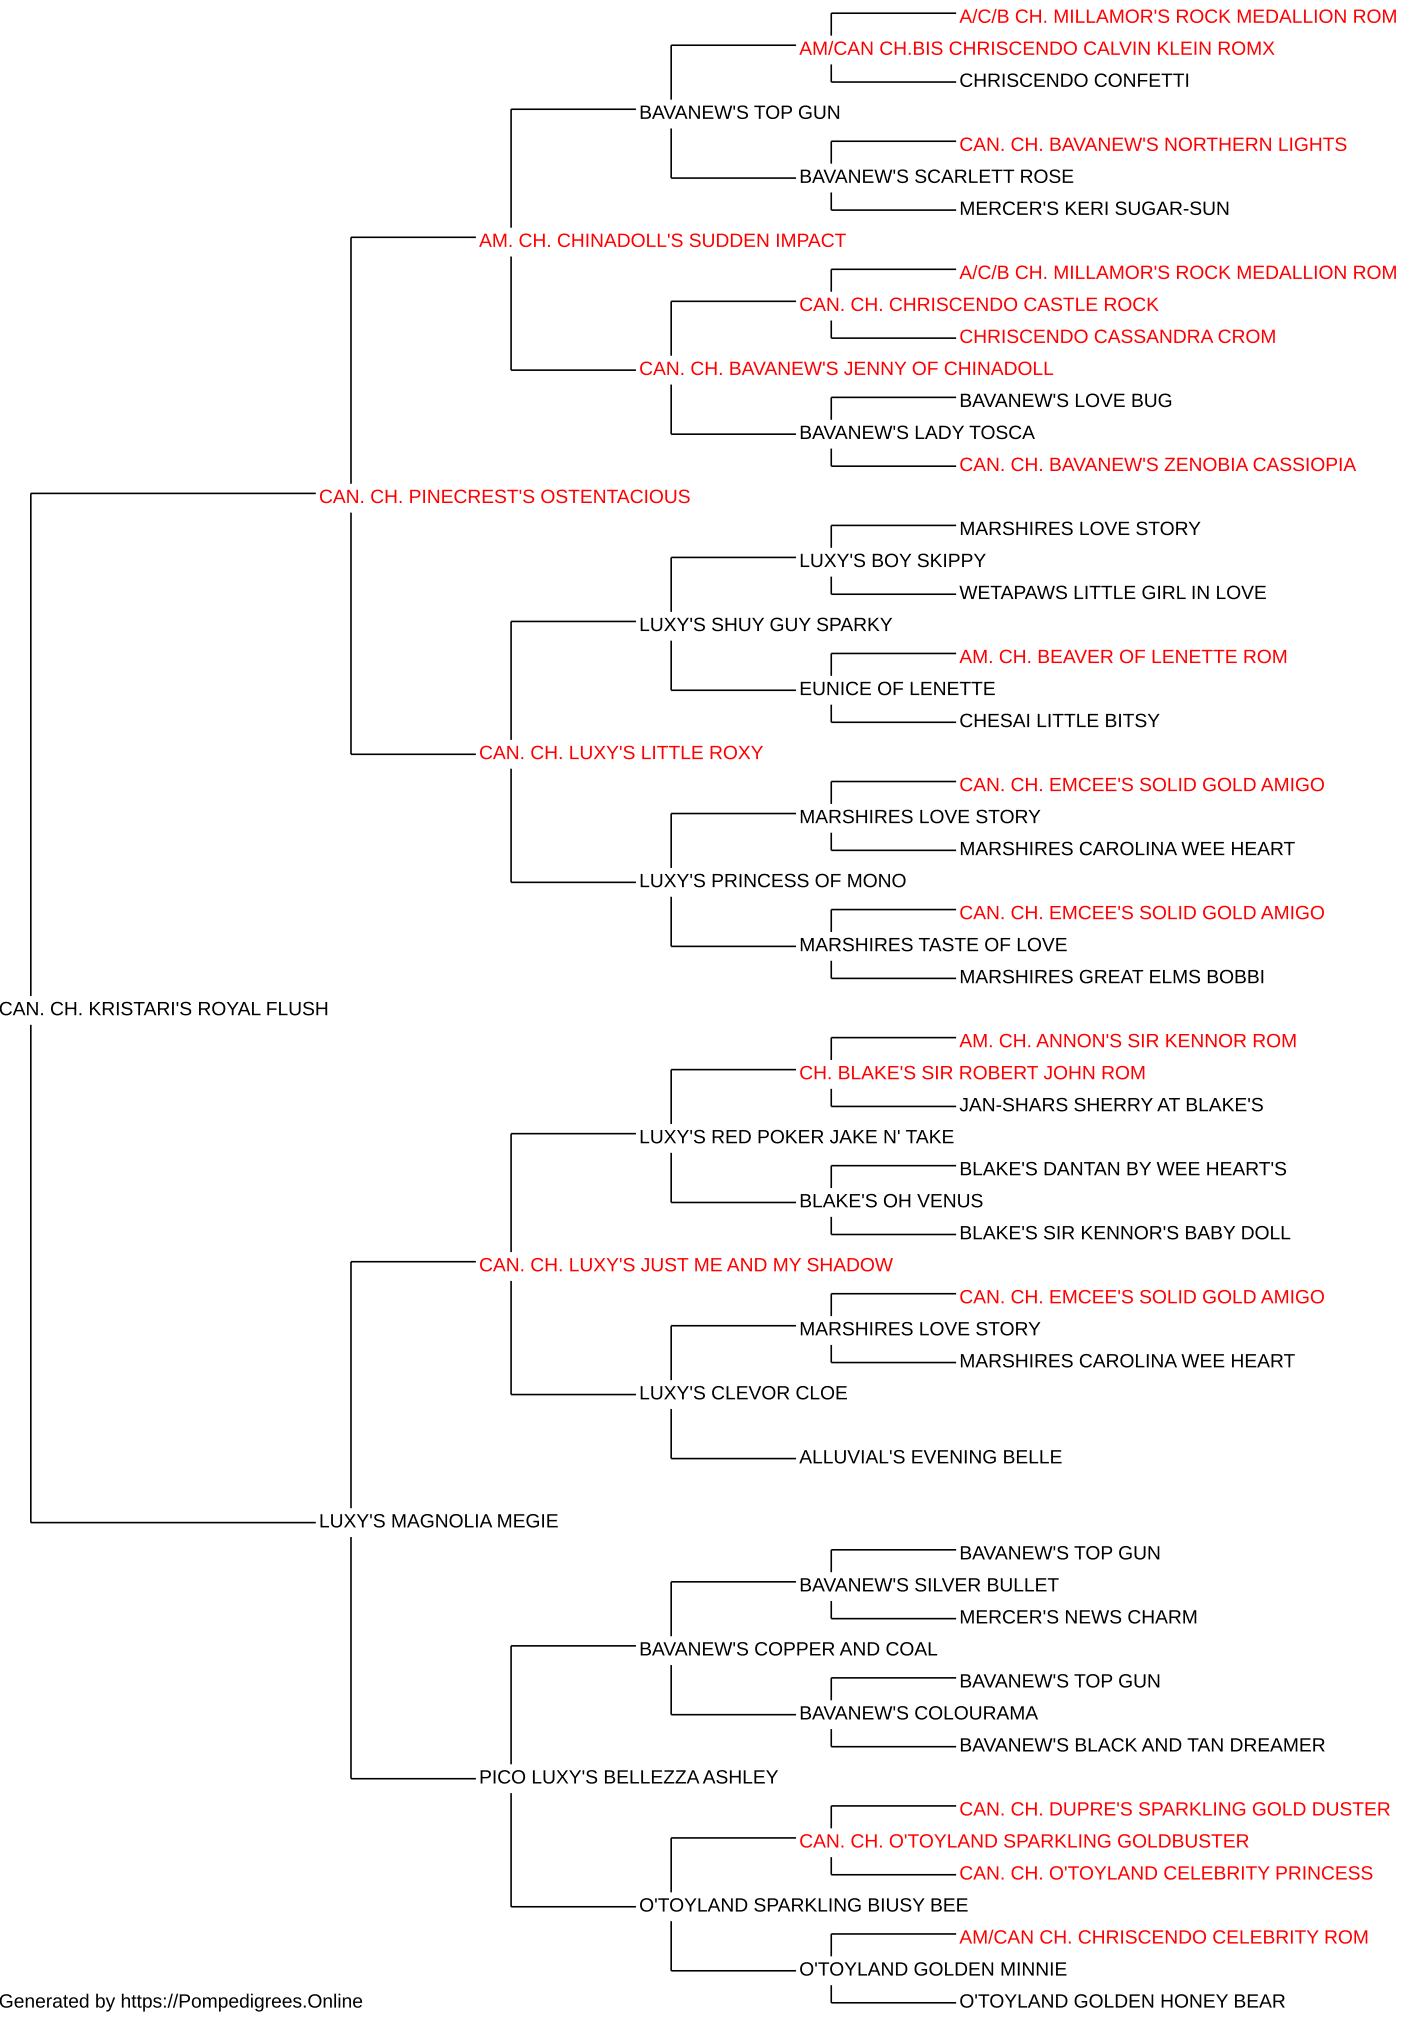 A/C/B CH. MILLAMOR'S ROCK MEDALLION ROM
AM/CAN CH.BIS CHRISCENDO CALVIN KLEIN ROMX
CHRISCENDO CONFETTI
BAVANEW'S TOP GUN
CAN. CH. BAVANEW'S NORTHERN LIGHTS
BAVANEW'S SCARLETT ROSE
MERCER'S KERI SUGAR-SUN
AM. CH. CHINADOLL'S SUDDEN IMPACT
A/C/B CH. MILLAMOR'S ROCK MEDALLION ROM
CAN. CH. CHRISCENDO CASTLE ROCK
CHRISCENDO CASSANDRA CROM
CAN. CH. BAVANEW'S JENNY OF CHINADOLL
BAVANEW'S LOVE BUG
BAVANEW'S LADY TOSCA
CAN. CH. BAVANEW'S ZENOBIA CASSIOPIA
CAN. CH. PINECREST'S OSTENTACIOUS
MARSHIRES LOVE STORY
LUXY'S BOY SKIPPY
WETAPAWS LITTLE GIRL IN LOVE
LUXY'S SHUY GUY SPARKY
AM. CH. BEAVER OF LENETTE ROM
EUNICE OF LENETTE
CHESAI LITTLE BITSY
CAN. CH. LUXY'S LITTLE ROXY
CAN. CH. EMCEE'S SOLID GOLD AMIGO
MARSHIRES LOVE STORY
MARSHIRES CAROLINA WEE HEART
LUXY'S PRINCESS OF MONO
CAN. CH. EMCEE'S SOLID GOLD AMIGO
MARSHIRES TASTE OF LOVE
MARSHIRES GREAT ELMS BOBBI
CAN. CH. KRISTARI'S ROYAL FLUSH
AM. CH. ANNON'S SIR KENNOR ROM
CH. BLAKE'S SIR ROBERT JOHN ROM
JAN-SHARS SHERRY AT BLAKE'S
LUXY'S RED POKER JAKE N' TAKE
BLAKE'S DANTAN BY WEE HEART'S
BLAKE'S OH VENUS
BLAKE'S SIR KENNOR'S BABY DOLL
CAN. CH. LUXY'S JUST ME AND MY SHADOW
CAN. CH. EMCEE'S SOLID GOLD AMIGO
MARSHIRES LOVE STORY
MARSHIRES CAROLINA WEE HEART
LUXY'S CLEVOR CLOE
ALLUVIAL'S EVENING BELLE
LUXY'S MAGNOLIA MEGIE
BAVANEW'S TOP GUN
BAVANEW'S SILVER BULLET
MERCER'S NEWS CHARM
BAVANEW'S COPPER AND COAL
BAVANEW'S TOP GUN
BAVANEW'S COLOURAMA
BAVANEW'S BLACK AND TAN DREAMER
PICO LUXY'S BELLEZZA ASHLEY
CAN. CH. DUPRE'S SPARKLING GOLD DUSTER
CAN. CH. O'TOYLAND SPARKLING GOLDBUSTER
CAN. CH. O'TOYLAND CELEBRITY PRINCESS
O'TOYLAND SPARKLING BIUSY BEE
AM/CAN CH. CHRISCENDO CELEBRITY ROM
O'TOYLAND GOLDEN MINNIE
O'TOYLAND GOLDEN HONEY BEAR
Generated by https://Pompedigrees.Online